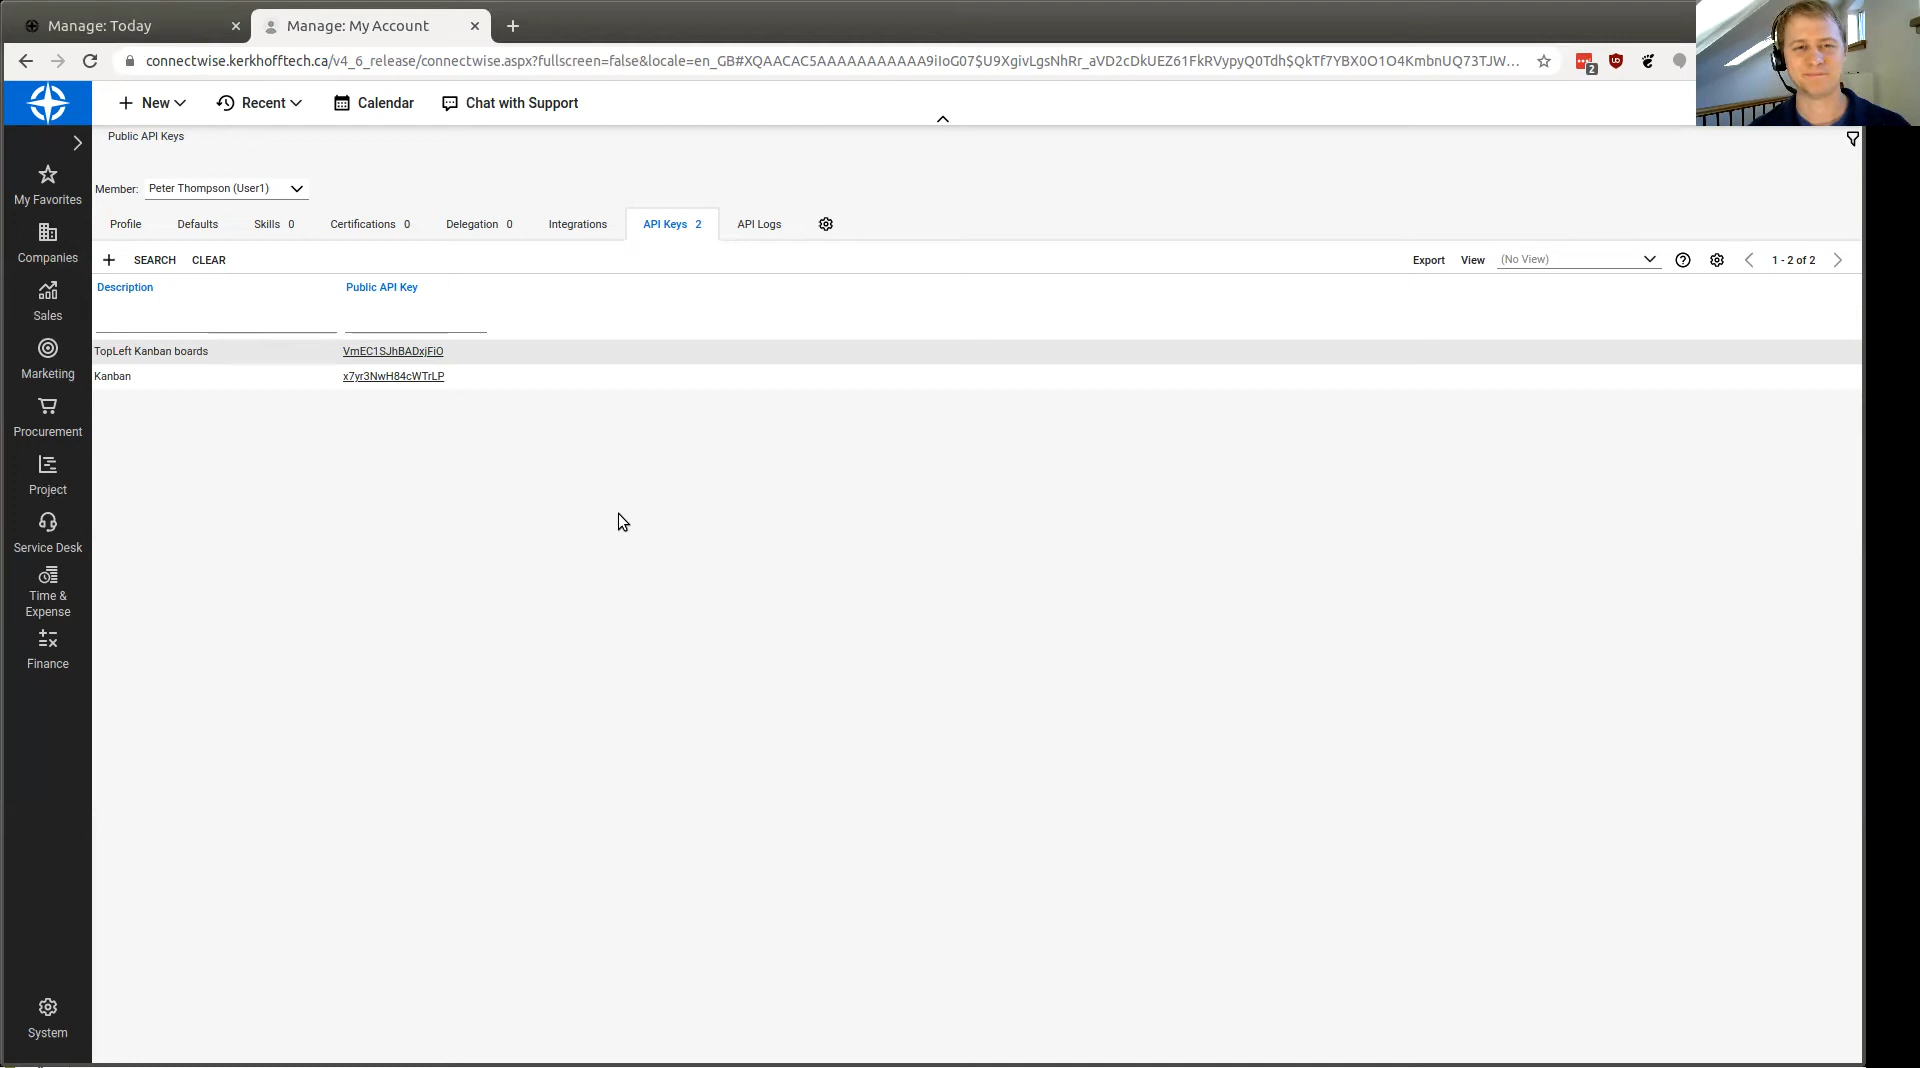 Manage: Today
Manage: My Account
connectwise.kerkhofftech.ca/v4_6_release/connectwise.aspx?fullscreen=false&locale=en_GB#XQAACAC5AAAAAAAAAAA9iIoG07$U9XgivLgsNhRr_aVD2cDkUEZ61FkRVypyQ0Tdh$QkTf7YBX0O1O4KmbnUQ73TJW...
2
New
Recent
Calendar
Chat with Support
Public API Keys
Member: Peter Thompson (User1)
Profile
Defaults
Skills 0
Certifications 0
Delegation 0
Integrations
API Keys 2
API Logs
SEARCH
CLEAR
Export
View
(No View)
1 - 2 of 2
Description
Public API Key
TopLeft Kanban boards
VmEC1SJhBADxjFiO
Kanban
x7yr3NwH84cWTrLP
My Favorites
Companies
Sales
Marketing
Procurement
Project
Service Desk
Time &
Expense
Finance
System